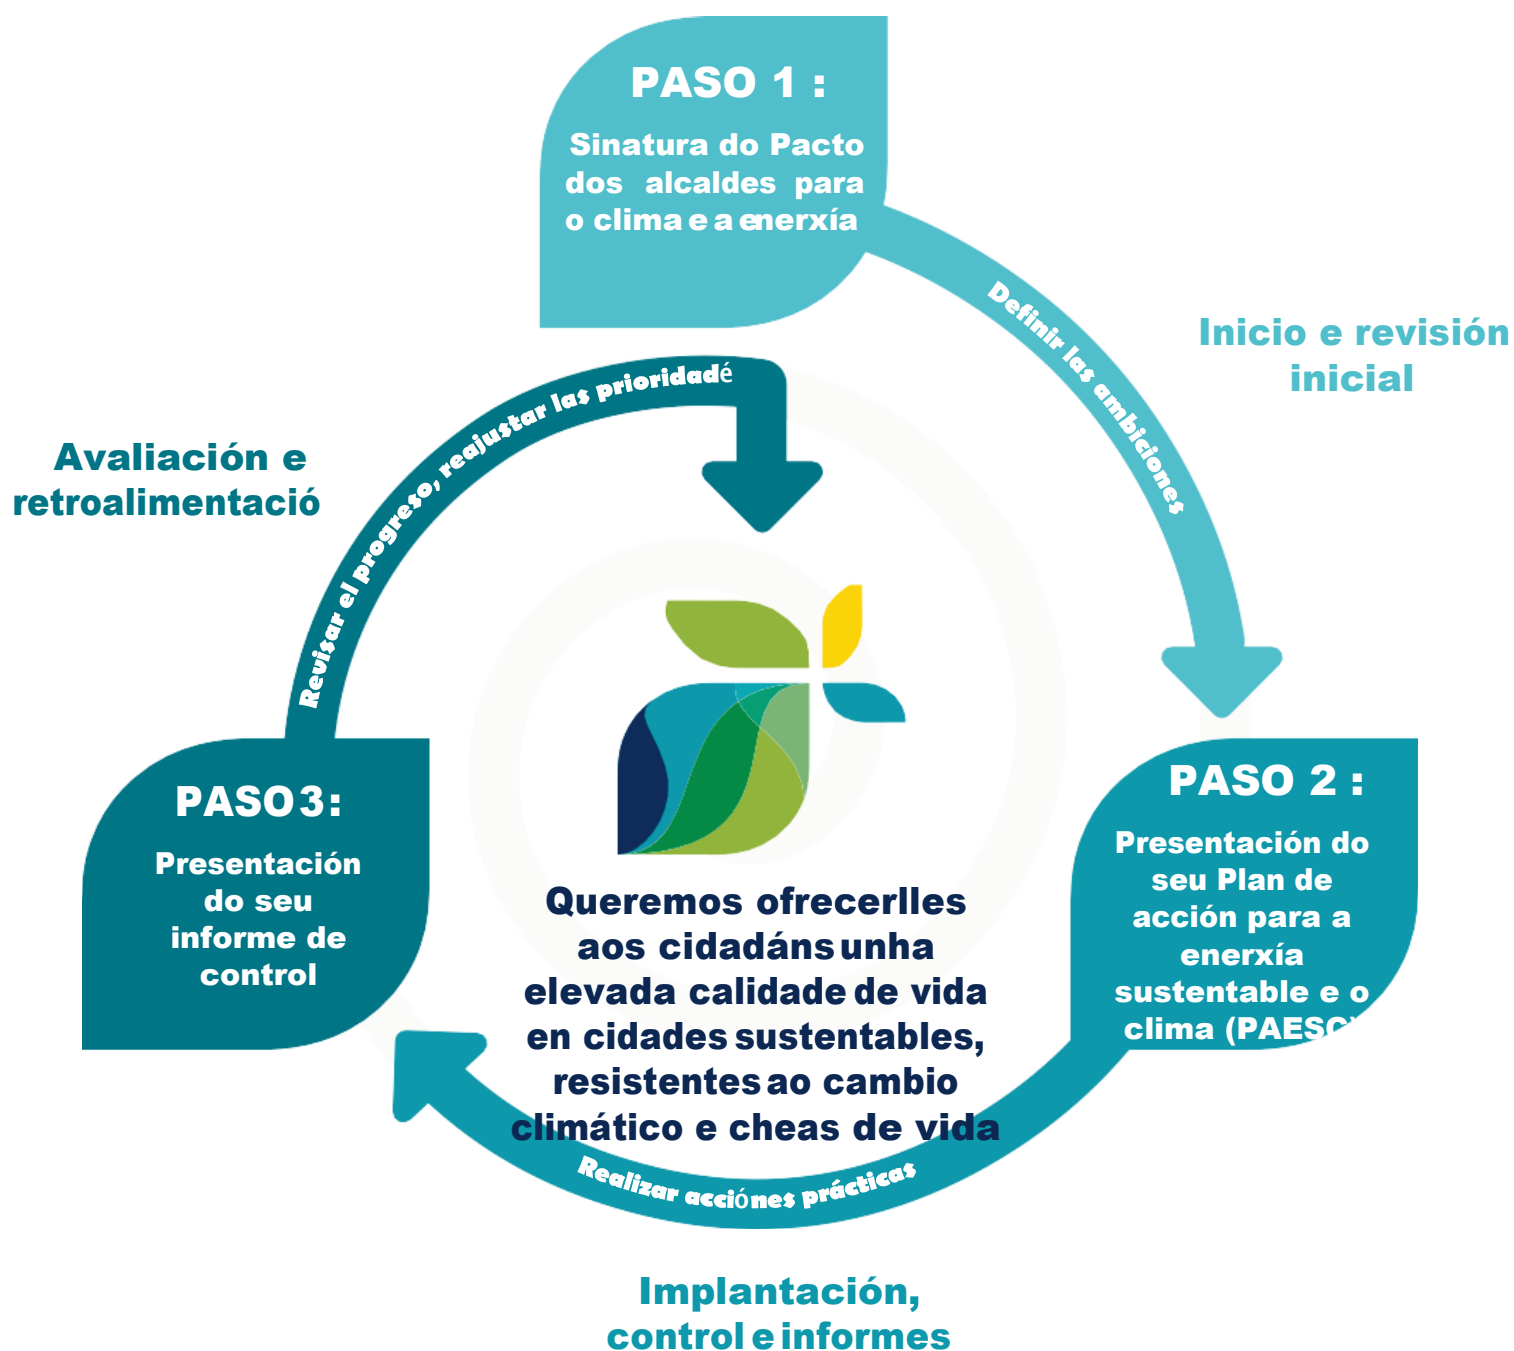 PASO 1 :
Sinatura do Pacto
dos alcaldes para
o clima e a enerxía
Definir las ambiciones
Inicio e revisión
inicial
PASO 2 :
Presentación do
seu Plan de
acción para a
enerxía
sustentable e o
clima (PAESC)
Realizar acciónes prácticas
Implantación,
control e informes
PASO 3:
Presentación
do seu
informe de
control
Revisar el progreso, reajustar las prioridadé
Avaliación e
retroalimentació
Queremos ofrecerlles
aos cidadáns unha
elevada calidade de vida
en cidades sustentables,
resistentes ao cambio
climático e cheas de vida